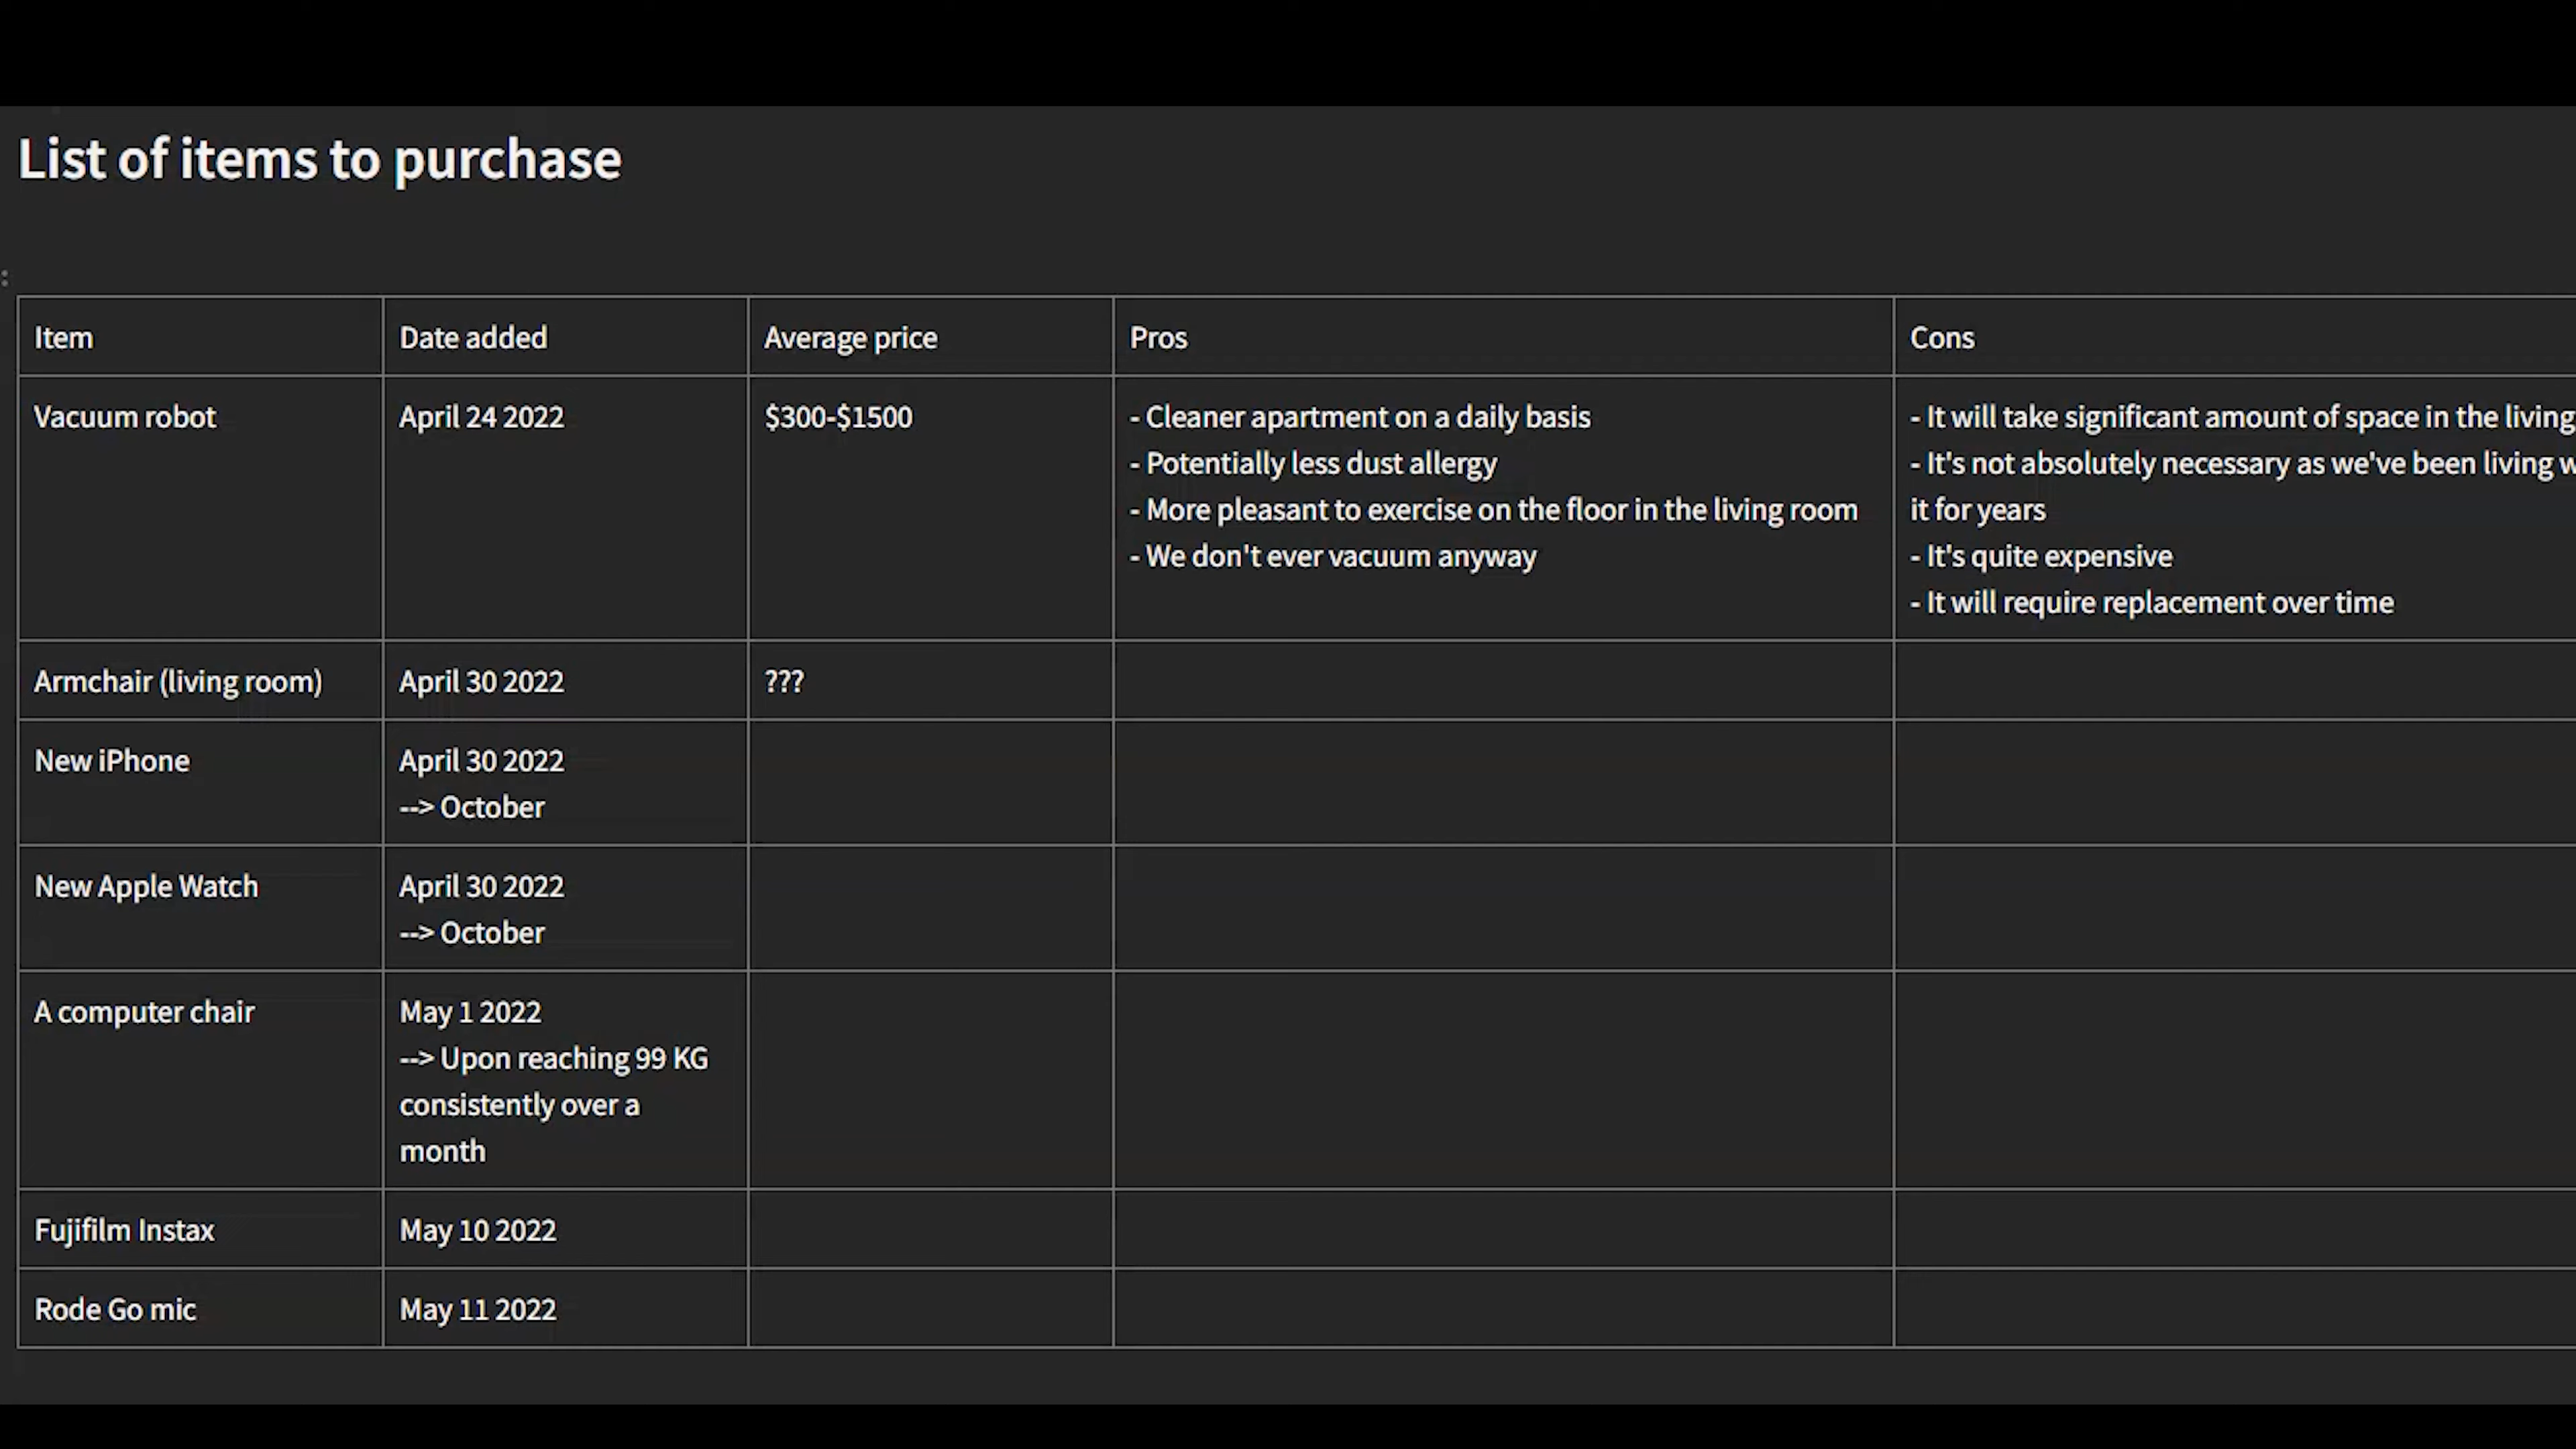 List of items to purchase
Item
Date added
Average price
Pros
Cons
Vacuum robot
April 24 2022
$300-$1500
- Cleaner apartment on a daily basis
- Potentially less dust allergy
- More pleasant to exercise on the floor in the living room
- We don't ever vacuum anyway
- It will take significant amount of space in the living
- It's not absolutely necessary as we've been living
it for years
- It's quite expensive
- It will require replacement over time
Armchair (living room)
April 30 2022
???
New iPhone
April 30 2022
--> October
New Apple Watch
April 30 2022
--> October
A computer chair
May 1 2022
--> Upon reaching 99 KG
consistently over a
month
Fujifilm Instax
May 10 2022
Rode Go mic
May 11 2022